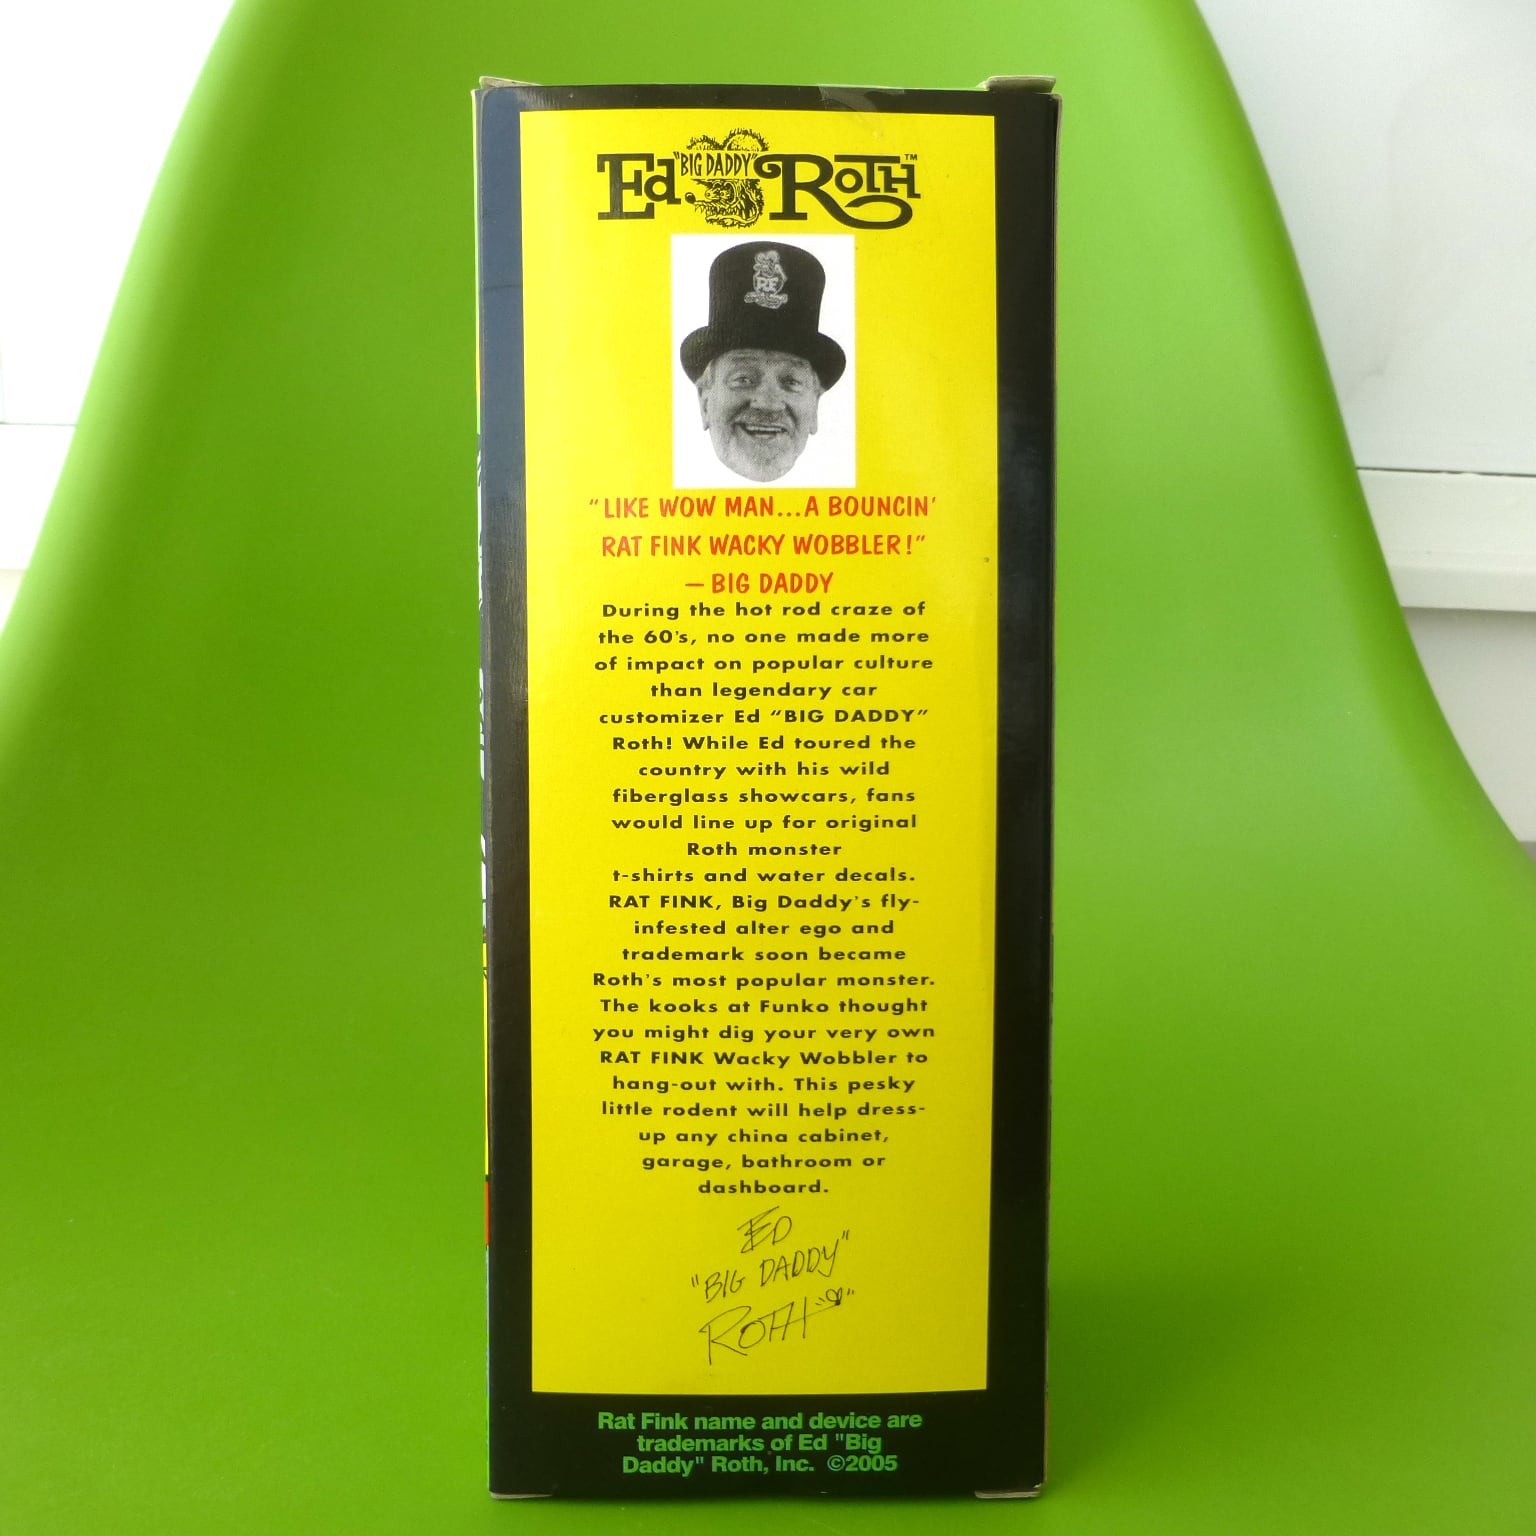 Ed "BIG DADDY" ROTH™
RF
"LIKE WOW MAN...A BOUNCIN'
RAT FINK WACKY WOBBLER!"
– BIG DADDY
During the hot rod craze of
the 60's, no one made more
of impact on popular culture
than legendary car
customizer Ed "BIG DADDY"
Roth! While Ed toured the
country with his wild
fiberglass showcars, fans
would line up for original
Roth monster
t-shirts and water decals.
RAT FINK, Big Daddy's fly-
infested alter ego and
trademark soon became
Roth's most popular monster.
The kooks at Funko thought
you might dig your very own
RAT FINK Wacky Wobbler to
hang-out with. This pesky
little rodent will help dress-
up any china cabinet,
garage, bathroom or
dashboard.
ED
"BIG DADDY"
ROTH
Rat Fink name and device are
trademarks of Ed "Big
Daddy" Roth, Inc. ©2005